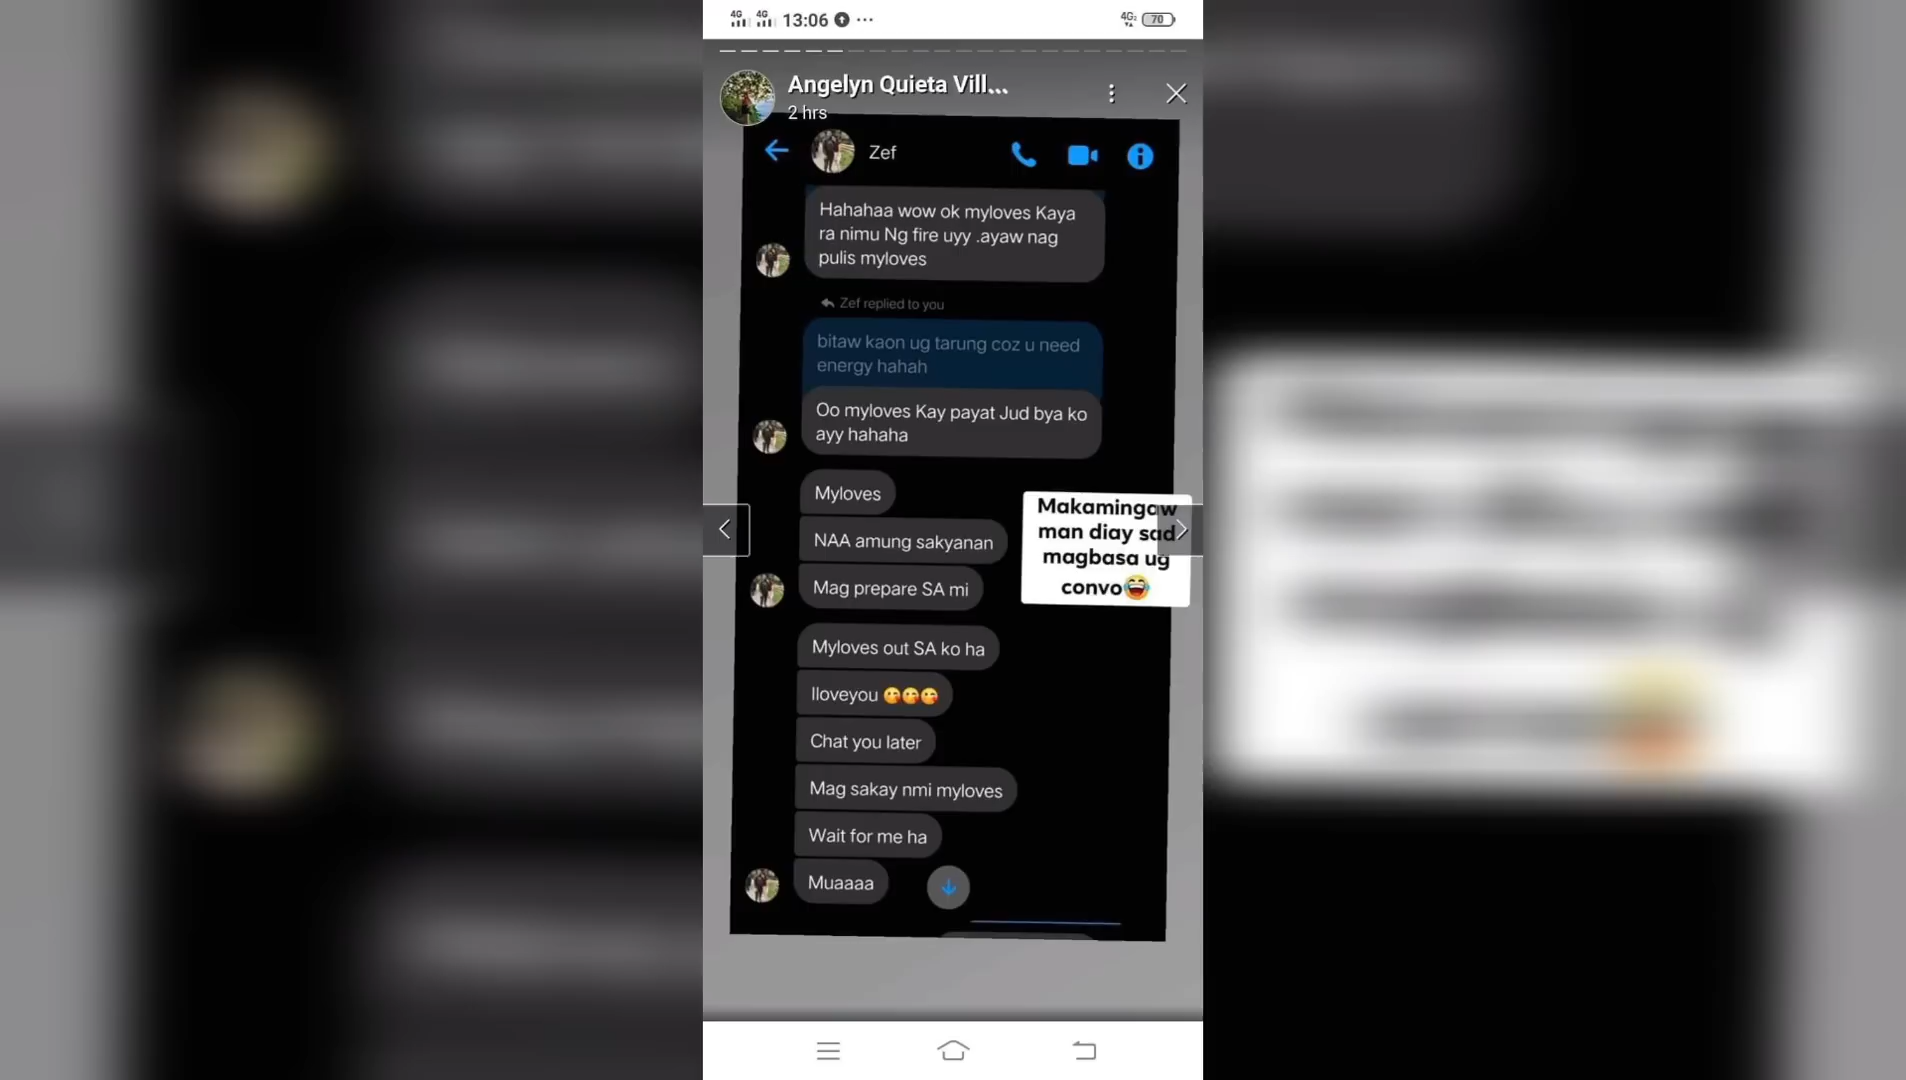 4G 4G 13:06 4G 70
Angelyn Quieta Vill...
2 hrs
Zef
Hahahaa wow ok myloves Kaya
ra nimu Ng fire uyy .ayaw nag
pulis myloves
Zef replied to you
bitaw kaon ug tarung coz u need
energy hahah
Oo myloves Kay payat Jud bya ko
ayy hahaha
Myloves
NAA amung sakyanan
Mag prepare SA mi
Makamingaw
man diay sad
magbasa ug
convo😂
Myloves out SA ko ha
Iloveyou 😘😘😘
Chat you later
Mag sakay nmi myloves
Wait for me ha
Muaaaa